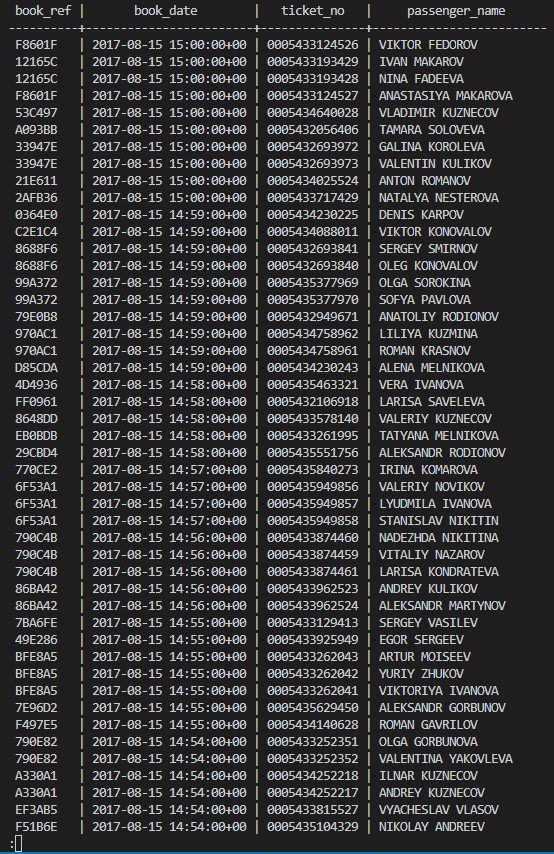 book_ref | book_date | ticket_no | passenger_name
----------+------------------------+---------------+------------------------
F8601F | 2017-08-15 15:00:00+00 | 0005433124526 | VIKTOR FEDOROV
12165C | 2017-08-15 15:00:00+00 | 0005433193429 | IVAN MAKAROV
12165C | 2017-08-15 15:00:00+00 | 0005433193428 | NINA FADEEVA
F8601F | 2017-08-15 15:00:00+00 | 0005433124527 | ANASTASIYA MAKAROVA
53C497 | 2017-08-15 15:00:00+00 | 0005434640028 | VLADIMIR KUZNECOV
A093BB | 2017-08-15 15:00:00+00 | 0005432056406 | TAMARA SOLOVEVA
33947E | 2017-08-15 15:00:00+00 | 0005432693972 | GALINA KOROLEVA
33947E | 2017-08-15 15:00:00+00 | 0005432693973 | VALENTIN KULIKOV
21E611 | 2017-08-15 15:00:00+00 | 0005434025524 | ANTON ROMANOV
2AFB36 | 2017-08-15 15:00:00+00 | 0005433717429 | NATALYA NESTEROVA
0364E0 | 2017-08-15 14:59:00+00 | 0005434230225 | DENIS KARPOV
C2E1C4 | 2017-08-15 14:59:00+00 | 0005434088011 | VIKTOR KONOVALOV
8688F6 | 2017-08-15 14:59:00+00 | 0005432693841 | SERGEY SMIRNOV
8688F6 | 2017-08-15 14:59:00+00 | 0005432693840 | OLEG KONOVALOV
99A372 | 2017-08-15 14:59:00+00 | 0005435377969 | OLGA SOROKINA
99A372 | 2017-08-15 14:59:00+00 | 0005435377970 | SOFYA PAVLOVA
79E0B8 | 2017-08-15 14:59:00+00 | 0005432949671 | ANATOLIY RODIONOV
970AC1 | 2017-08-15 14:59:00+00 | 0005434758962 | LILIYA KUZMINA
970AC1 | 2017-08-15 14:59:00+00 | 0005434758961 | ROMAN KRASNOV
D85CDA | 2017-08-15 14:59:00+00 | 0005434230243 | ALENA MELNIKOVA
4D4936 | 2017-08-15 14:58:00+00 | 0005435463321 | VERA IVANOVA
FF0961 | 2017-08-15 14:58:00+00 | 0005432106918 | LARISA SAVELEVA
8648DD | 2017-08-15 14:58:00+00 | 0005433578140 | VALERIY KUZNECOV
EB0BDB | 2017-08-15 14:58:00+00 | 0005433261995 | TATYANA MELNIKOVA
29CBD4 | 2017-08-15 14:58:00+00 | 0005435551756 | ALEKSANDR RODIONOV
770CE2 | 2017-08-15 14:57:00+00 | 0005435840273 | IRINA KOMAROVA
6F53A1 | 2017-08-15 14:57:00+00 | 0005435949856 | VALERIY NOVIKOV
6F53A1 | 2017-08-15 14:57:00+00 | 0005435949857 | LYUDMILA IVANOVA
6F53A1 | 2017-08-15 14:57:00+00 | 0005435949858 | STANISLAV NIKITIN
790C4B | 2017-08-15 14:56:00+00 | 0005433874460 | NADEZHDA NIKITINA
790C4B | 2017-08-15 14:56:00+00 | 0005433874459 | VITALIY NAZAROV
790C4B | 2017-08-15 14:56:00+00 | 0005433874461 | LARISA KONDRATEVA
86BA42 | 2017-08-15 14:56:00+00 | 0005433962523 | ANDREY KULIKOV
86BA42 | 2017-08-15 14:56:00+00 | 0005433962524 | ALEKSANDR MARTYNOV
7BA6FE | 2017-08-15 14:55:00+00 | 0005433129413 | SERGEY VASILEV
49E286 | 2017-08-15 14:55:00+00 | 0005433925949 | EGOR SERGEEV
BFE8A5 | 2017-08-15 14:55:00+00 | 0005433262043 | ARTUR MOISEEV
BFE8A5 | 2017-08-15 14:55:00+00 | 0005433262042 | YURIY ZHUKOV
BFE8A5 | 2017-08-15 14:55:00+00 | 0005433262041 | VIKTORIYA IVANOVA
7E96D2 | 2017-08-15 14:55:00+00 | 0005435629450 | ALEKSANDR GORBUNOV
F497E5 | 2017-08-15 14:55:00+00 | 0005434140628 | ROMAN GAVRILOV
790E82 | 2017-08-15 14:54:00+00 | 0005433252351 | OLGA GORBUNOVA
790E82 | 2017-08-15 14:54:00+00 | 0005433252352 | VALENTINA YAKOVLEVA
A330A1 | 2017-08-15 14:54:00+00 | 0005434252218 | ILNAR KUZNECOV
A330A1 | 2017-08-15 14:54:00+00 | 0005434252217 | ANDREY KUZNECOV
EF3AB5 | 2017-08-15 14:54:00+00 | 0005433815527 | VYACHESLAV VLASOV
F51B6E | 2017-08-15 14:54:00+00 | 0005435104329 | NIKOLAY ANDREEV
: